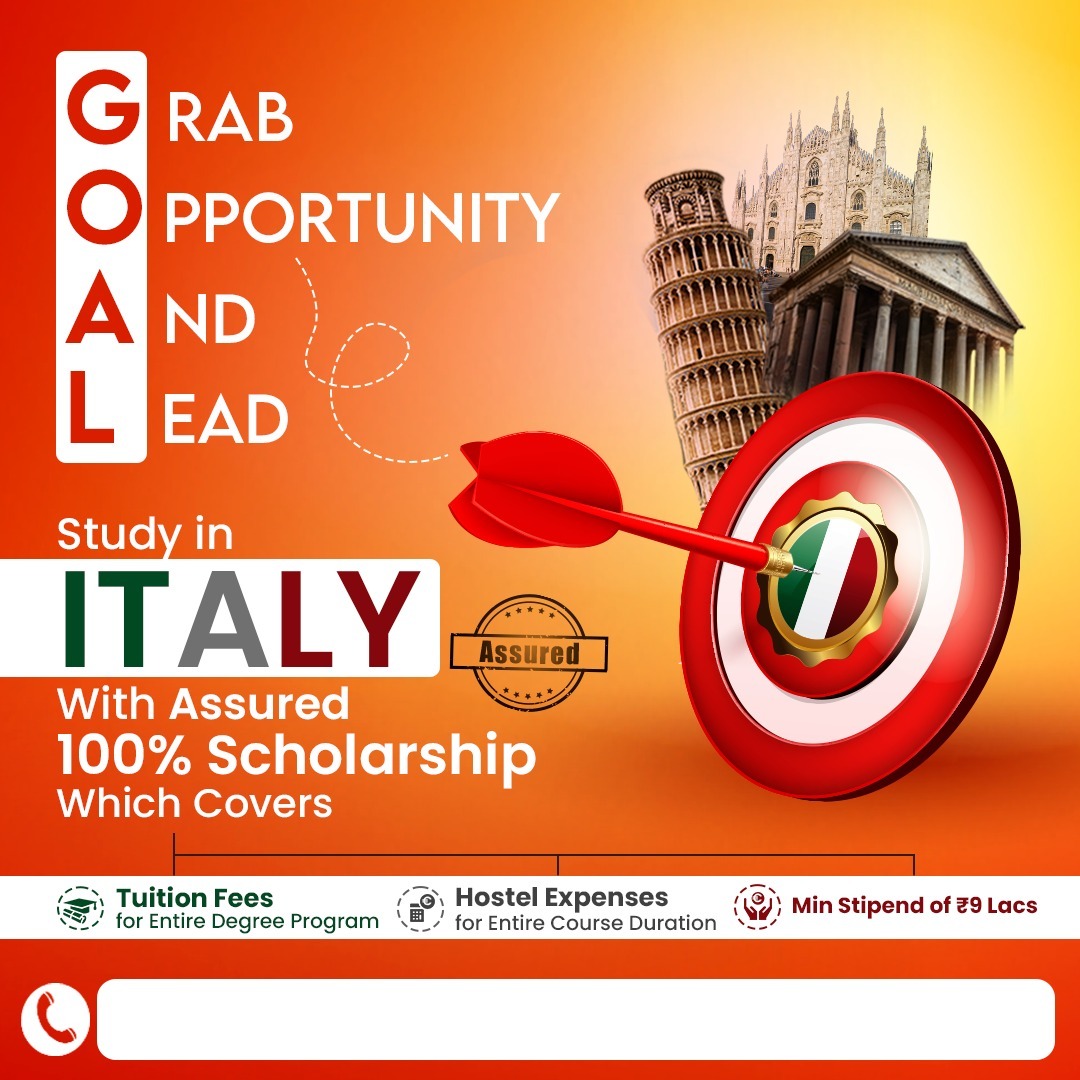 GRAB
OPPORTUNITY
AND
LEAD
Study in
ITALY
Assured
With Assured
100% Scholarship
Which Covers
Tuition Fees
for Entire Degree Program
Hostel Expenses
for Entire Course Duration
Min Stipend of ₹9 Lacs